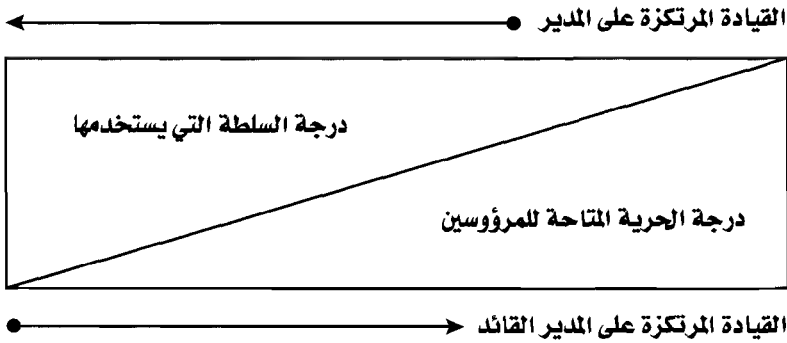 القيادة المرتكزة على المدير
درجة السلطة التي يستخدمها
درجة الحرية المتاحة للمرؤوسين
القيادة المرتكزة على المدير القائد